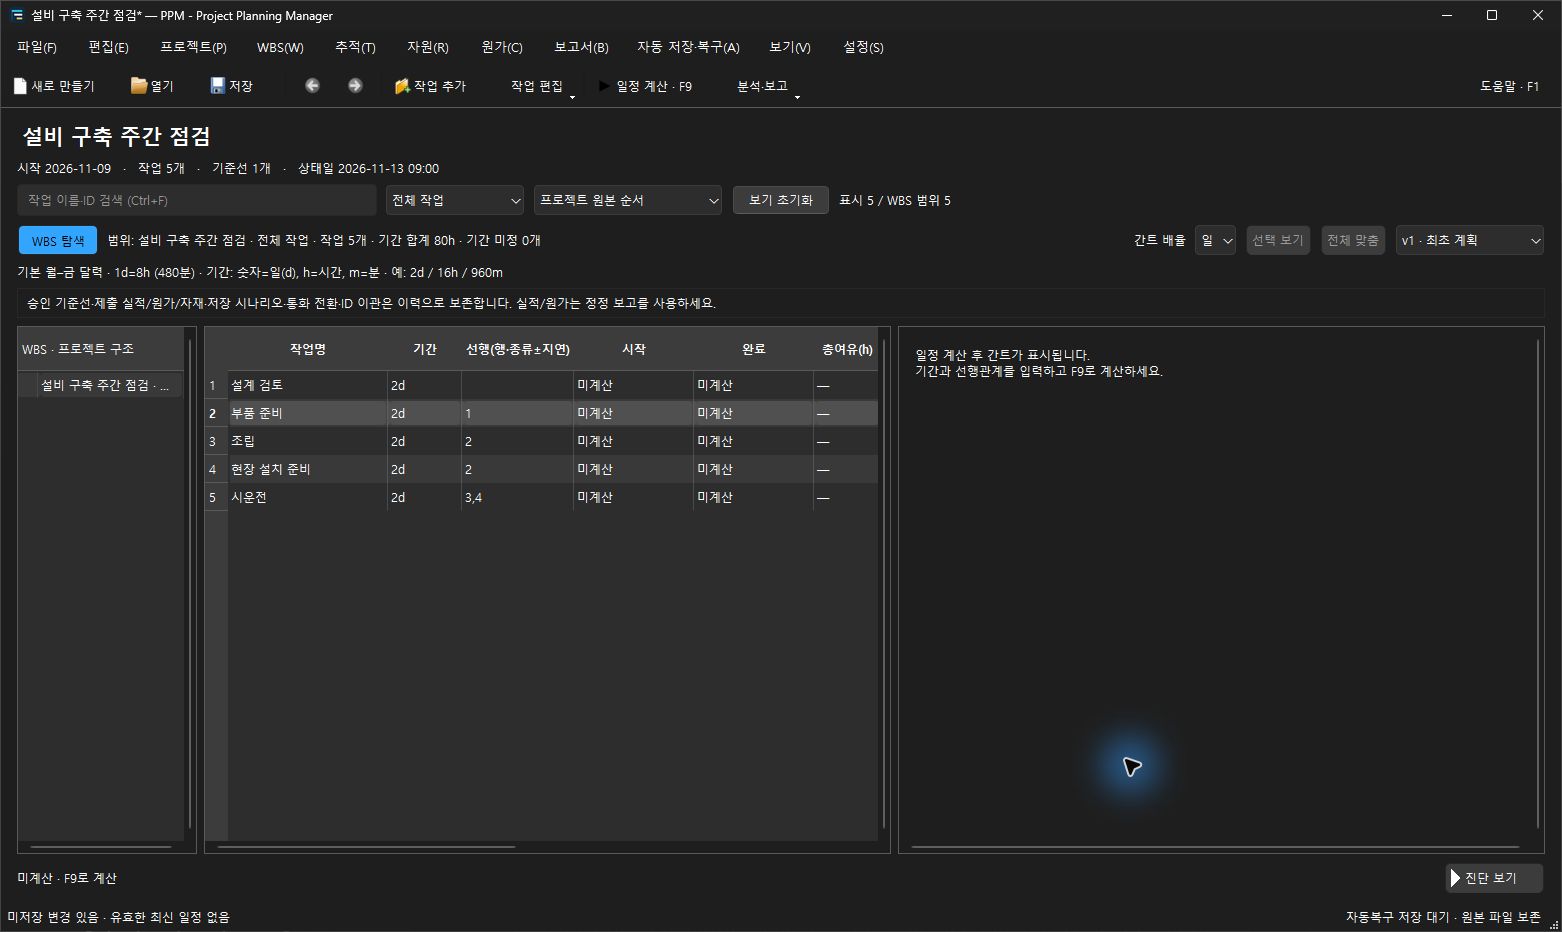 설비 구축 주간 점검* — PPM - Project Planning Manager
파일(F) 편집(E) 프로젝트(P) WBS(W) 추적(T) 자원(R) 원가(C) 보고서(B) 자동 저장·복구(A) 보기(V) 설정(S)
새로 만들기 열기 저장 작업 추가 작업 편집 일정 계산 · F9 분석·보고 도움말 · F1
설비 구축 주간 점검
시작 2026-11-09 · 작업 5개 · 기준선 1개 · 상태일 2026-11-13 09:00
작업 이름·ID 검색 (Ctrl+F) 전체 작업 프로젝트 원본 순서 보기 초기화 표시 5 / WBS 범위 5
WBS 탐색 범위: 설비 구축 주간 점검 · 전체 작업 · 작업 5개 · 기간 합계 80h · 기간 미정 0개 간트 배율 일 선택 보기 전체 맞춤 v1 · 최초 계획
기본 월–금 달력 · 1d=8h (480분) · 기간: 숫자=일(d), h=시간, m=분 · 예: 2d / 16h / 960m
승인 기준선·제출 실적/원가/자재·저장 시나리오·통화 전환·ID 이관은 이력으로 보존합니다. 실적/원가는 정정 보고를 사용하세요.
WBS · 프로젝트 구조
설비 구축 주간 점검 · ...
작업명 기간 선행(행·종류±지연) 시작 완료 총여유(h)
1 설계 검토 2d 미계산 미계산 —
2 부품 준비 2d 1 미계산 미계산 —
3 조립 2d 2 미계산 미계산 —
4 현장 설치 준비 2d 2 미계산 미계산 —
5 시운전 2d 3,4 미계산 미계산 —
일정 계산 후 간트가 표시됩니다.
기간과 선행관계를 입력하고 F9로 계산하세요.
미계산 · F9로 계산 진단 보기
미저장 변경 있음 · 유효한 최신 일정 없음 자동복구 저장 대기 · 원본 파일 보존